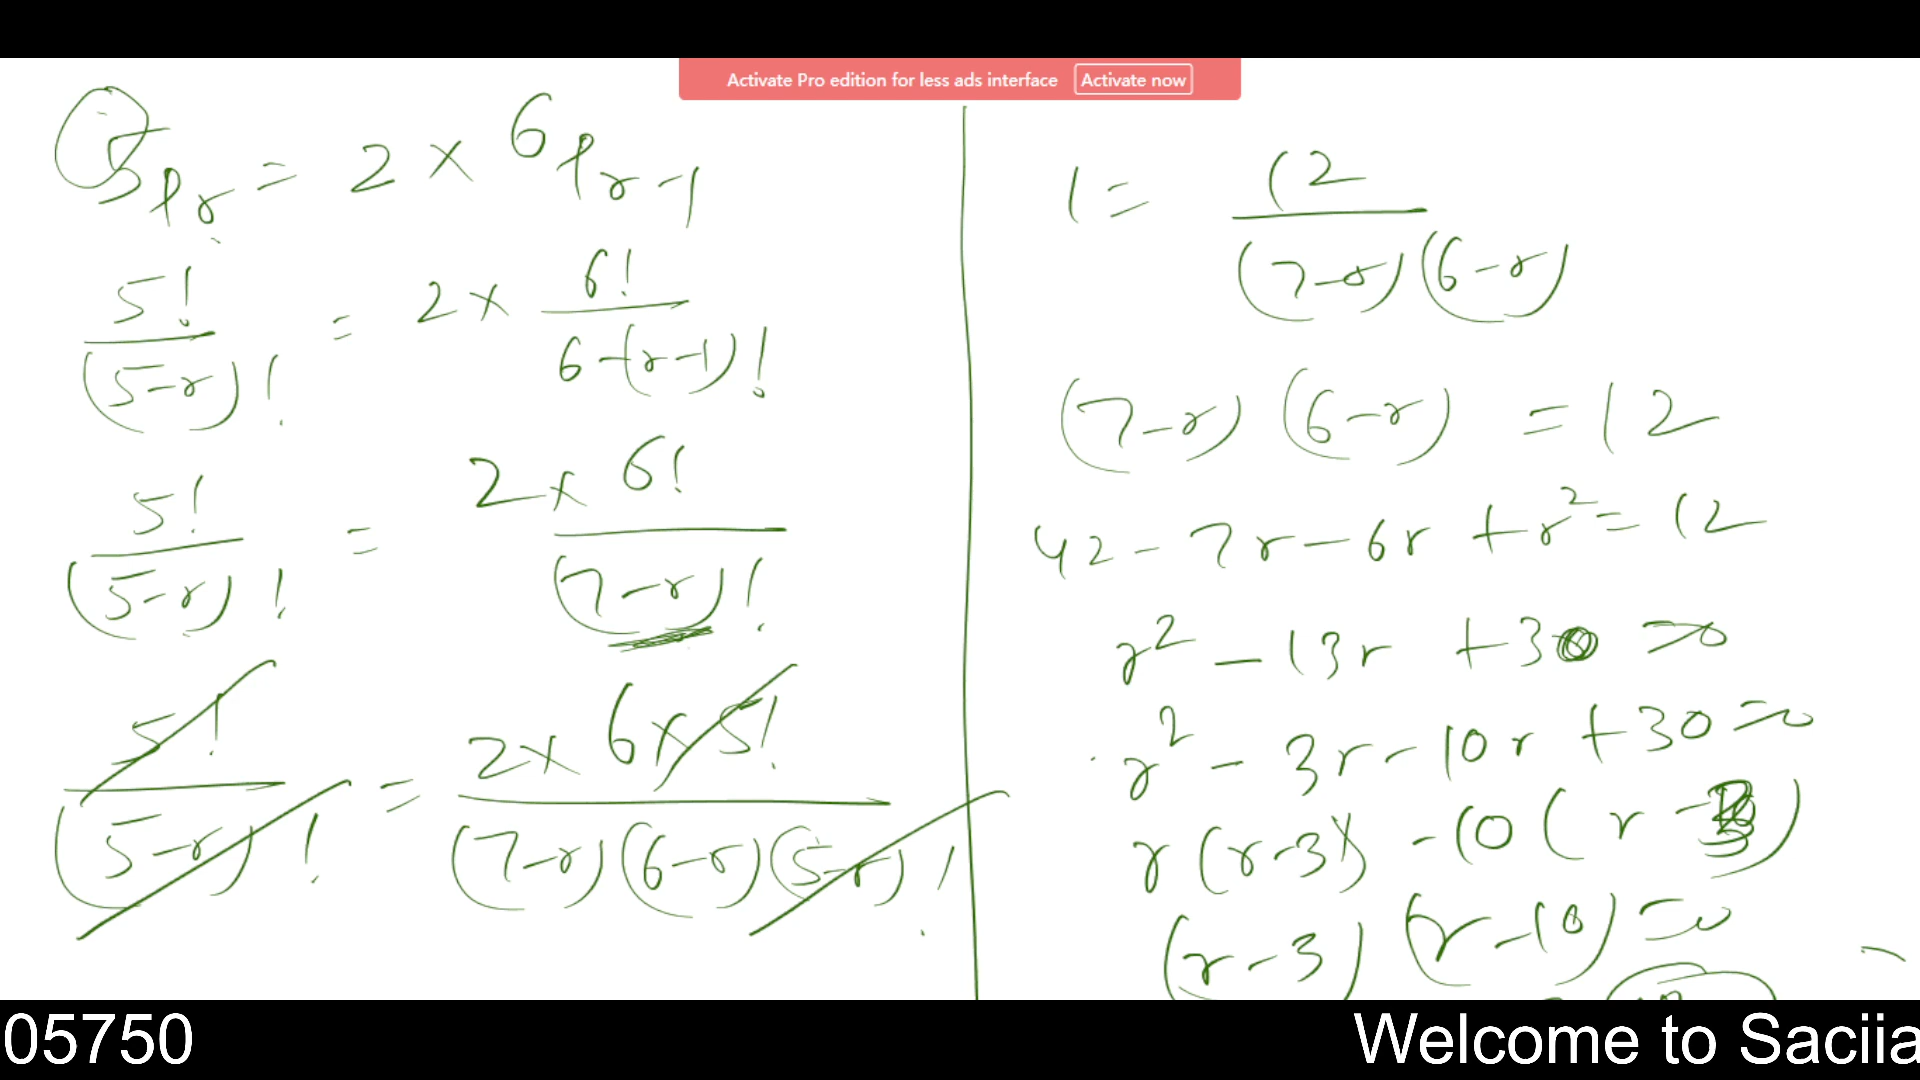 Activate Pro edition for less ads interface Activate now
5Pr = 2 × 6Pr-1
5!/(5-r)! = 2 × 6!/6-(r-1)!
5!/(5-r)! = 2 × 6!/(7-r)!
5!/(5-r)! = 2 × 6 × 5!/(7-r)(6-r)(5-r)!
1 = 12/(7-r)(6-r)
(7-r) (6-r) = 12
42 - 7r - 6r + r² = 12
r² - 13r + 30 = 0
r² - 3r - 10r + 30 = 0
r(r-3) - 10(r-3)
(r-3) (r-10) = 0
05750
Welcome to Saciia